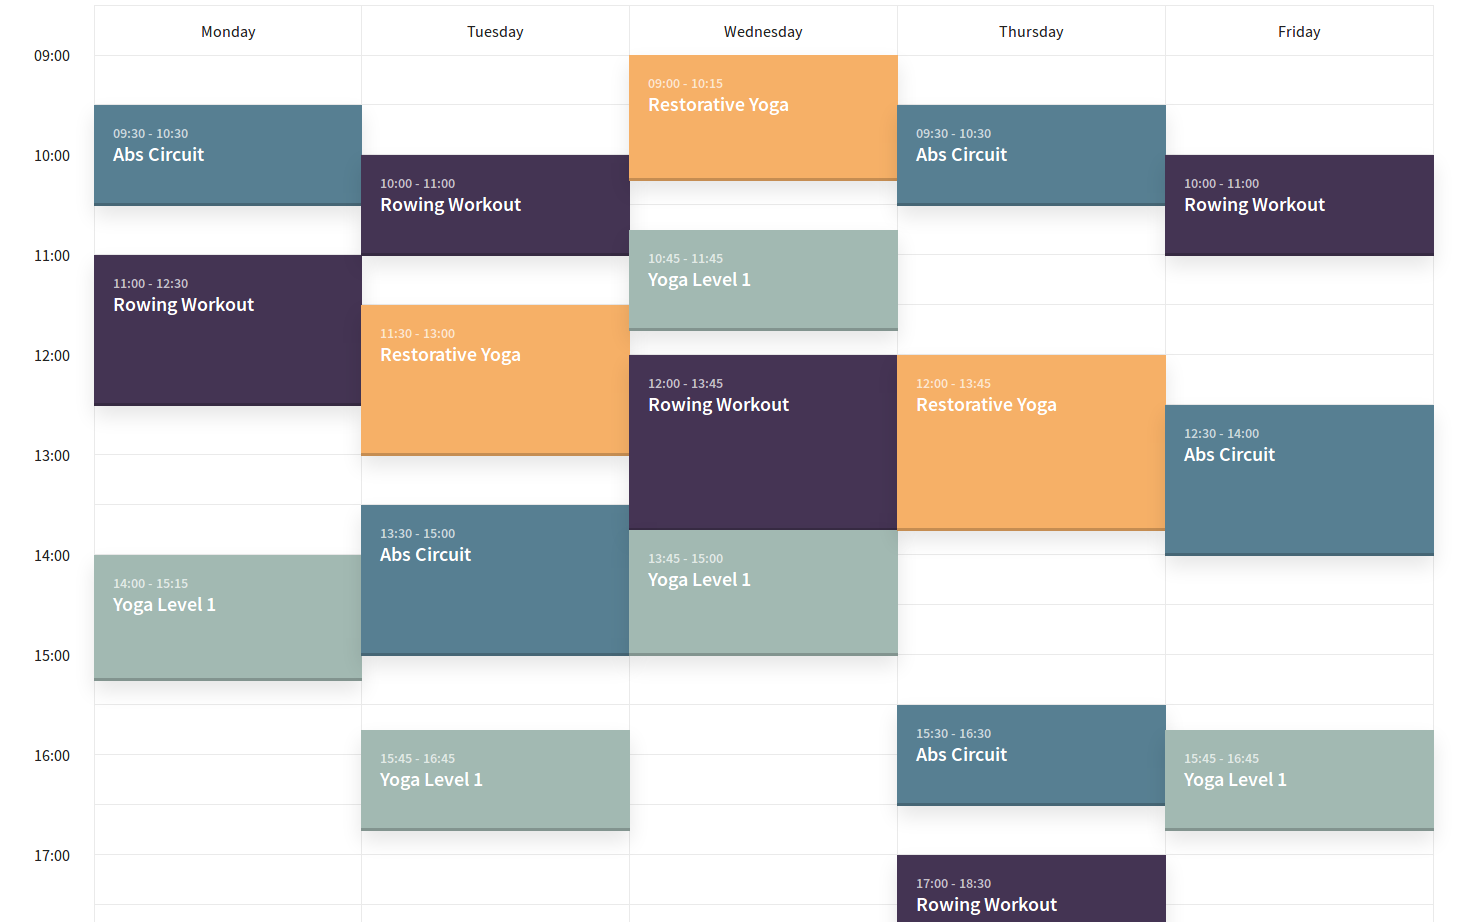 Monday
Tuesday
Wednesday
Thursday
Friday
09:00
10:00
11:00
12:00
13:00
14:00
15:00
16:00
17:00
09:30 - 10:30
Abs Circuit
11:00 - 12:30
Rowing Workout
14:00 - 15:15
Yoga Level 1
10:00 - 11:00
Rowing Workout
11:30 - 13:00
Restorative Yoga
13:30 - 15:00
Abs Circuit
15:45 - 16:45
Yoga Level 1
09:00 - 10:15
Restorative Yoga
10:45 - 11:45
Yoga Level 1
12:00 - 13:45
Rowing Workout
13:45 - 15:00
Yoga Level 1
09:30 - 10:30
Abs Circuit
12:00 - 13:45
Restorative Yoga
15:30 - 16:30
Abs Circuit
17:00 - 18:30
Rowing Workout
10:00 - 11:00
Rowing Workout
12:30 - 14:00
Abs Circuit
15:45 - 16:45
Yoga Level 1